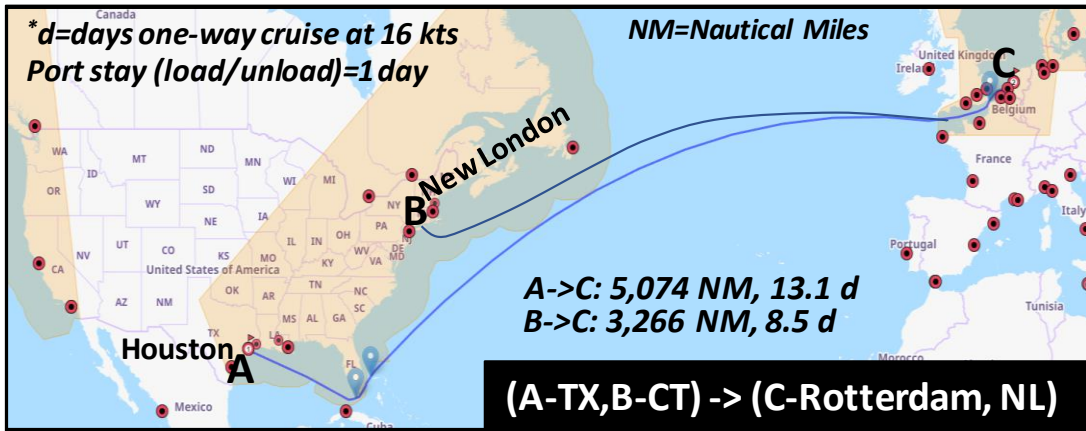 Canada
*d=days one-way cruise at 16 kts
Port stay (load/unload)=1 day
NM=Nautical Miles
United Kingdom
Ireland
C
Belgium
France
Italy
Portugal
Tunisia
Morocco
WA
MT
ND
MN
OR
ID
SD
WI
MI
WY
NE
IA
NY
New London
B
PA
NJ
NV
UT
CO
IL
IN
OH
DE
MD
KS
MO
KY
WV
VA
CA
United States of America
AZ
NM
OK
AR
TN
NC
SC
MS
AL
GA
TX
LA
FL
Houston
A
Mexico
Cuba
A->C: 5,074 NM, 13.1 d
B->C: 3,266 NM, 8.5 d
(A-TX,B-CT) -> (C-Rotterdam, NL)